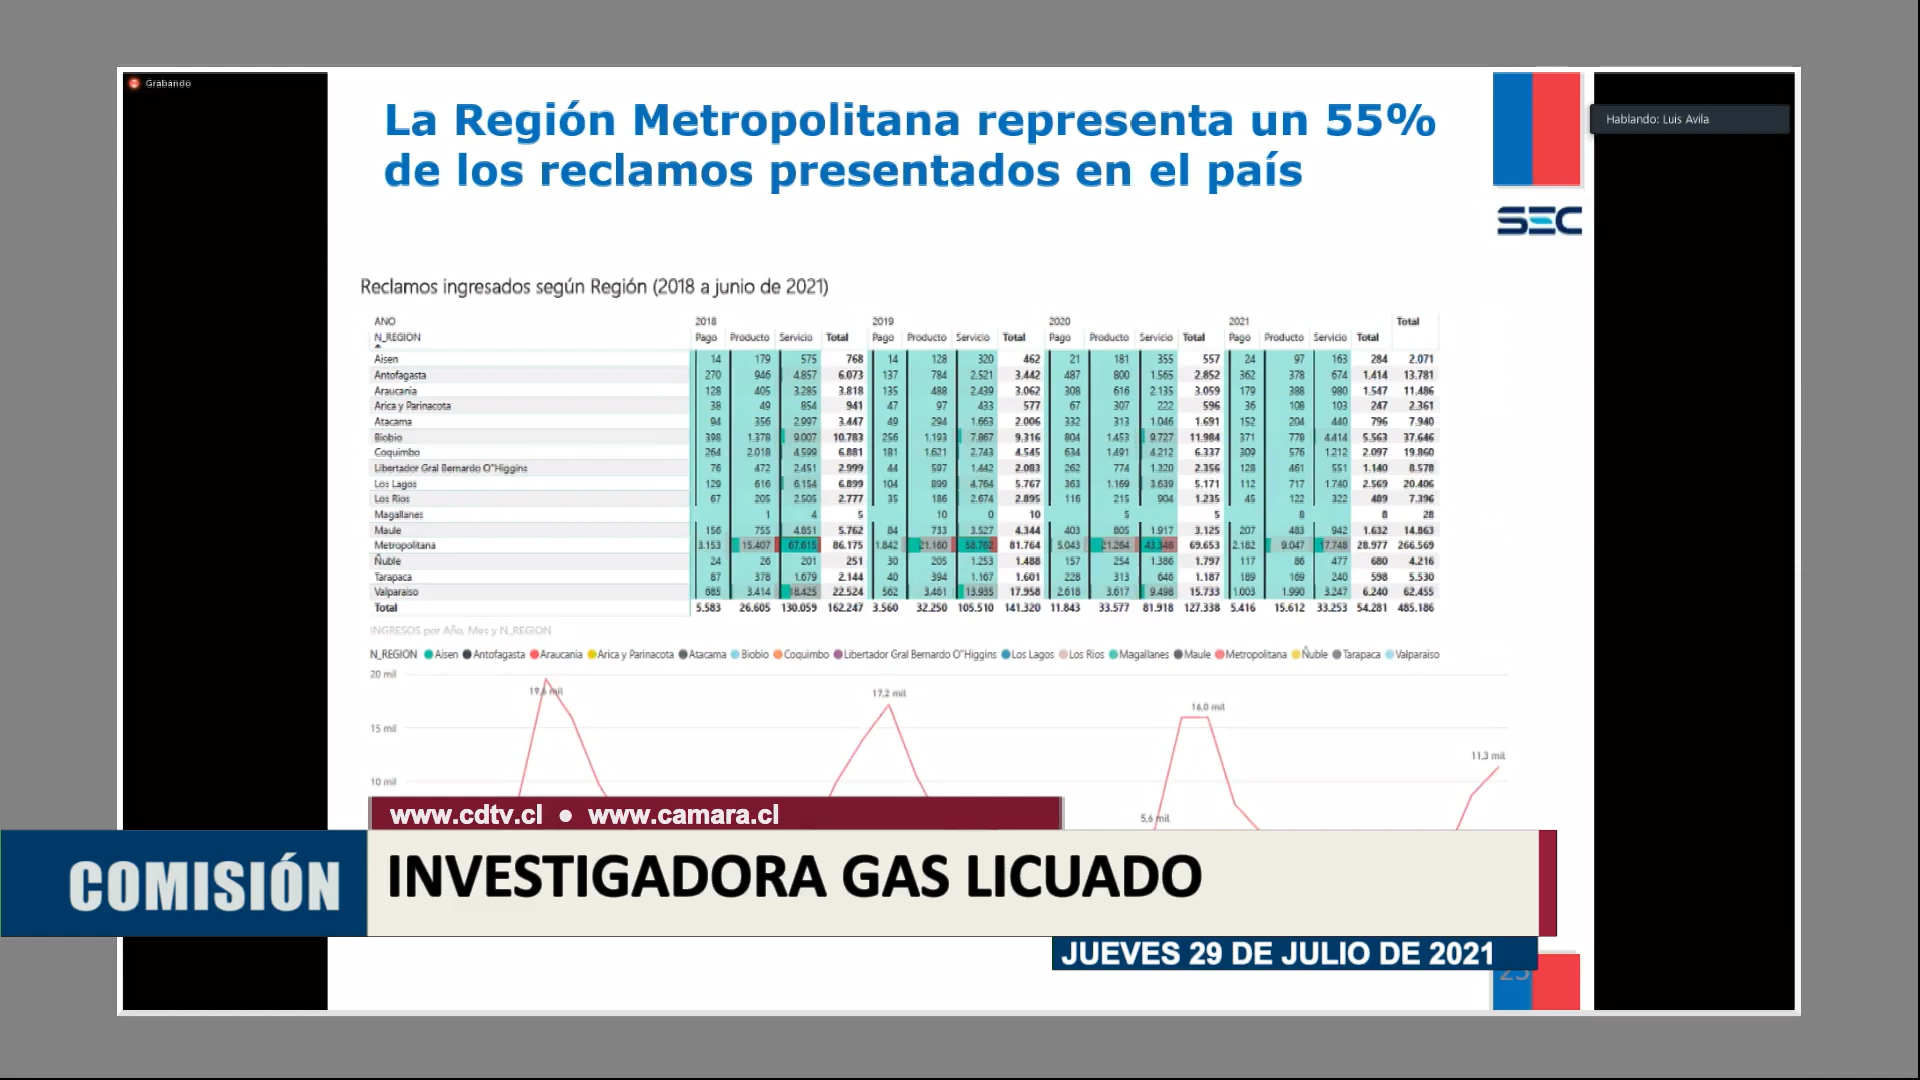 Grabando
La Región Metropolitana representa un 55%
de los reclamos presentados en el país
Hablando: Luis Avila
SEC
Reclamos ingresados según Región (2018 a junio de 2021)
ANO 2018 2019 2020 2021 Total
N_REGION Pago Producto Servicio Total Pago Producto Servicio Total Pago Producto Servicio Total Pago Producto Servicio Total
Aisen 14 179 575 768 14 128 320 462 21 181 355 557 24 97 163 284 2.071
Antofagasta 270 946 4.857 6.073 137 784 2.521 3.442 487 800 1.565 2.852 362 378 674 1.414 13.781
Araucania 128 405 3.285 3.818 135 488 2.439 3.062 308 616 2.135 3.059 179 388 980 1.547 11.486
Arica y Parinacota 38 49 854 941 47 97 433 577 67 307 222 596 36 108 103 247 2.361
Atacama 94 356 2.997 3.447 49 294 1.663 2.006 332 313 1.046 1.691 152 204 440 796 7.940
Biobio 398 1.378 9.007 10.783 256 1.193 7.867 9.316 804 1.453 9.727 11.984 371 778 4.414 5.563 37.646
Coquimbo 264 2.018 4.599 6.881 181 1.621 2.743 4.545 634 1.491 4.212 6.337 309 576 1.212 2.097 19.860
Libertador Gral Bernardo O"Higgins 76 472 2.451 2.999 44 597 1.442 2.083 262 774 1.320 2.356 128 461 551 1.140 8.578
Los Lagos 129 616 6.154 6.899 104 899 4.764 5.767 363 1.169 3.639 5.171 112 717 1.740 2.569 20.406
Los Rios 67 205 2.505 2.777 35 186 2.674 2.895 116 215 904 1.235 45 122 322 489 7.396
Magallanes 1 4 5 10 0 10 5 5 8 8 28
Maule 156 755 4.851 5.762 84 733 3.527 4.344 403 805 1.917 3.125 207 483 942 1.632 14.863
Metropolitana 3.153 15.407 67.615 86.175 1.842 21.160 58.762 81.764 5.043 21.264 43.346 69.653 2.182 9.047 17.748 28.977 266.569
Ñuble 24 26 201 251 30 205 1.253 1.488 157 254 1.386 1.797 117 86 477 680 4.216
Tarapaca 87 378 1.679 2.144 40 394 1.167 1.601 228 313 646 1.187 189 169 240 598 5.530
Valparaiso 685 3.414 18.425 22.524 562 3.461 13.935 17.958 2.618 3.617 9.498 15.733 1.003 1.990 3.247 6.240 62.455
Total 5.583 26.605 130.059 162.247 3.560 32.250 105.510 141.320 11.843 33.577 81.918 127.338 5.416 15.612 33.253 54.281 485.186
INGRESOS por Año, Mes y N_REGION
N_REGION Aisen Antofagasta Araucania Arica y Parinacota Atacama Biobio Coquimbo Libertador Gral Bernardo O"Higgins Los Lagos Los Rios Magallanes Maule Metropolitana Ñuble Tarapaca Valparaiso
20 mil
19,6 mil
17,2 mil
16,0 mil
15 mil
11,3 mil
10 mil
5,6 mil
www.cdtv.cl • www.camara.cl
COMISIÓN
INVESTIGADORA GAS LICUADO
JUEVES 29 DE JULIO DE 2021